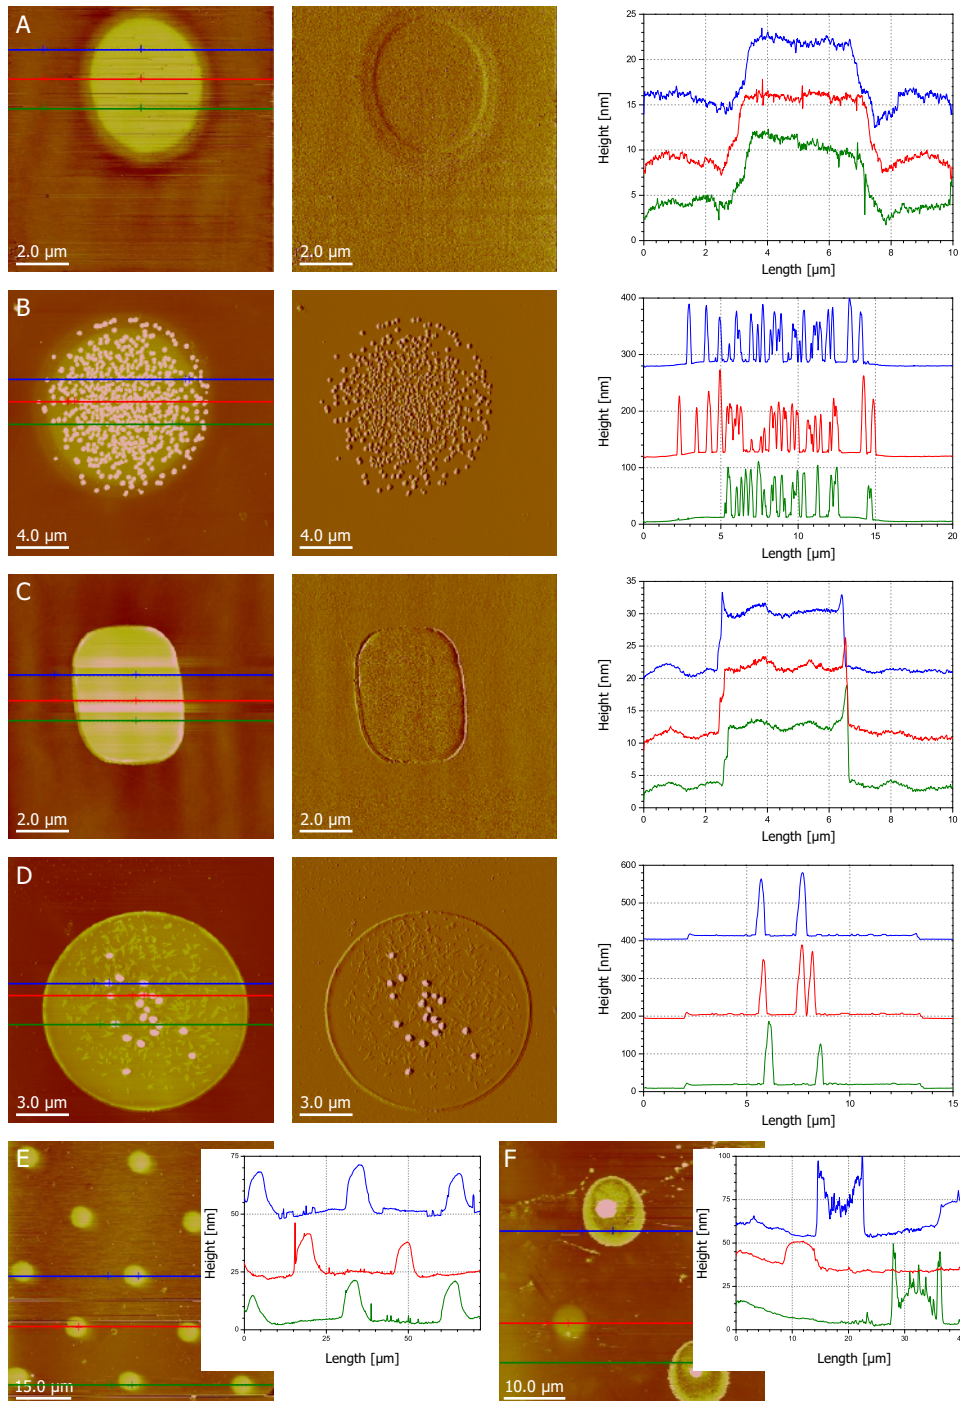 A
2.0 µm
2.0 µm
Height [nm]
25
20
15
10
5
0
0 2 4 6 8 10
Length [µm]
B
4.0 µm
4.0 µm
Height [nm]
400
300
200
100
0
0 5 10 15 20
Length [µm]
C
2.0 µm
2.0 µm
Height [nm]
35
30
25
20
15
10
5
0
0 2 4 6 8 10
Length [µm]
D
3.0 µm
3.0 µm
Height [nm]
600
500
400
300
200
100
0
0 5 10 15
Length [µm]
E
15.0 µm
Height [nm]
75
50
25
0
0 25 50
Length [µm]
F
10.0 µm
Height [nm]
100
75
50
25
0
0 10 20 30 40
Length [µm]